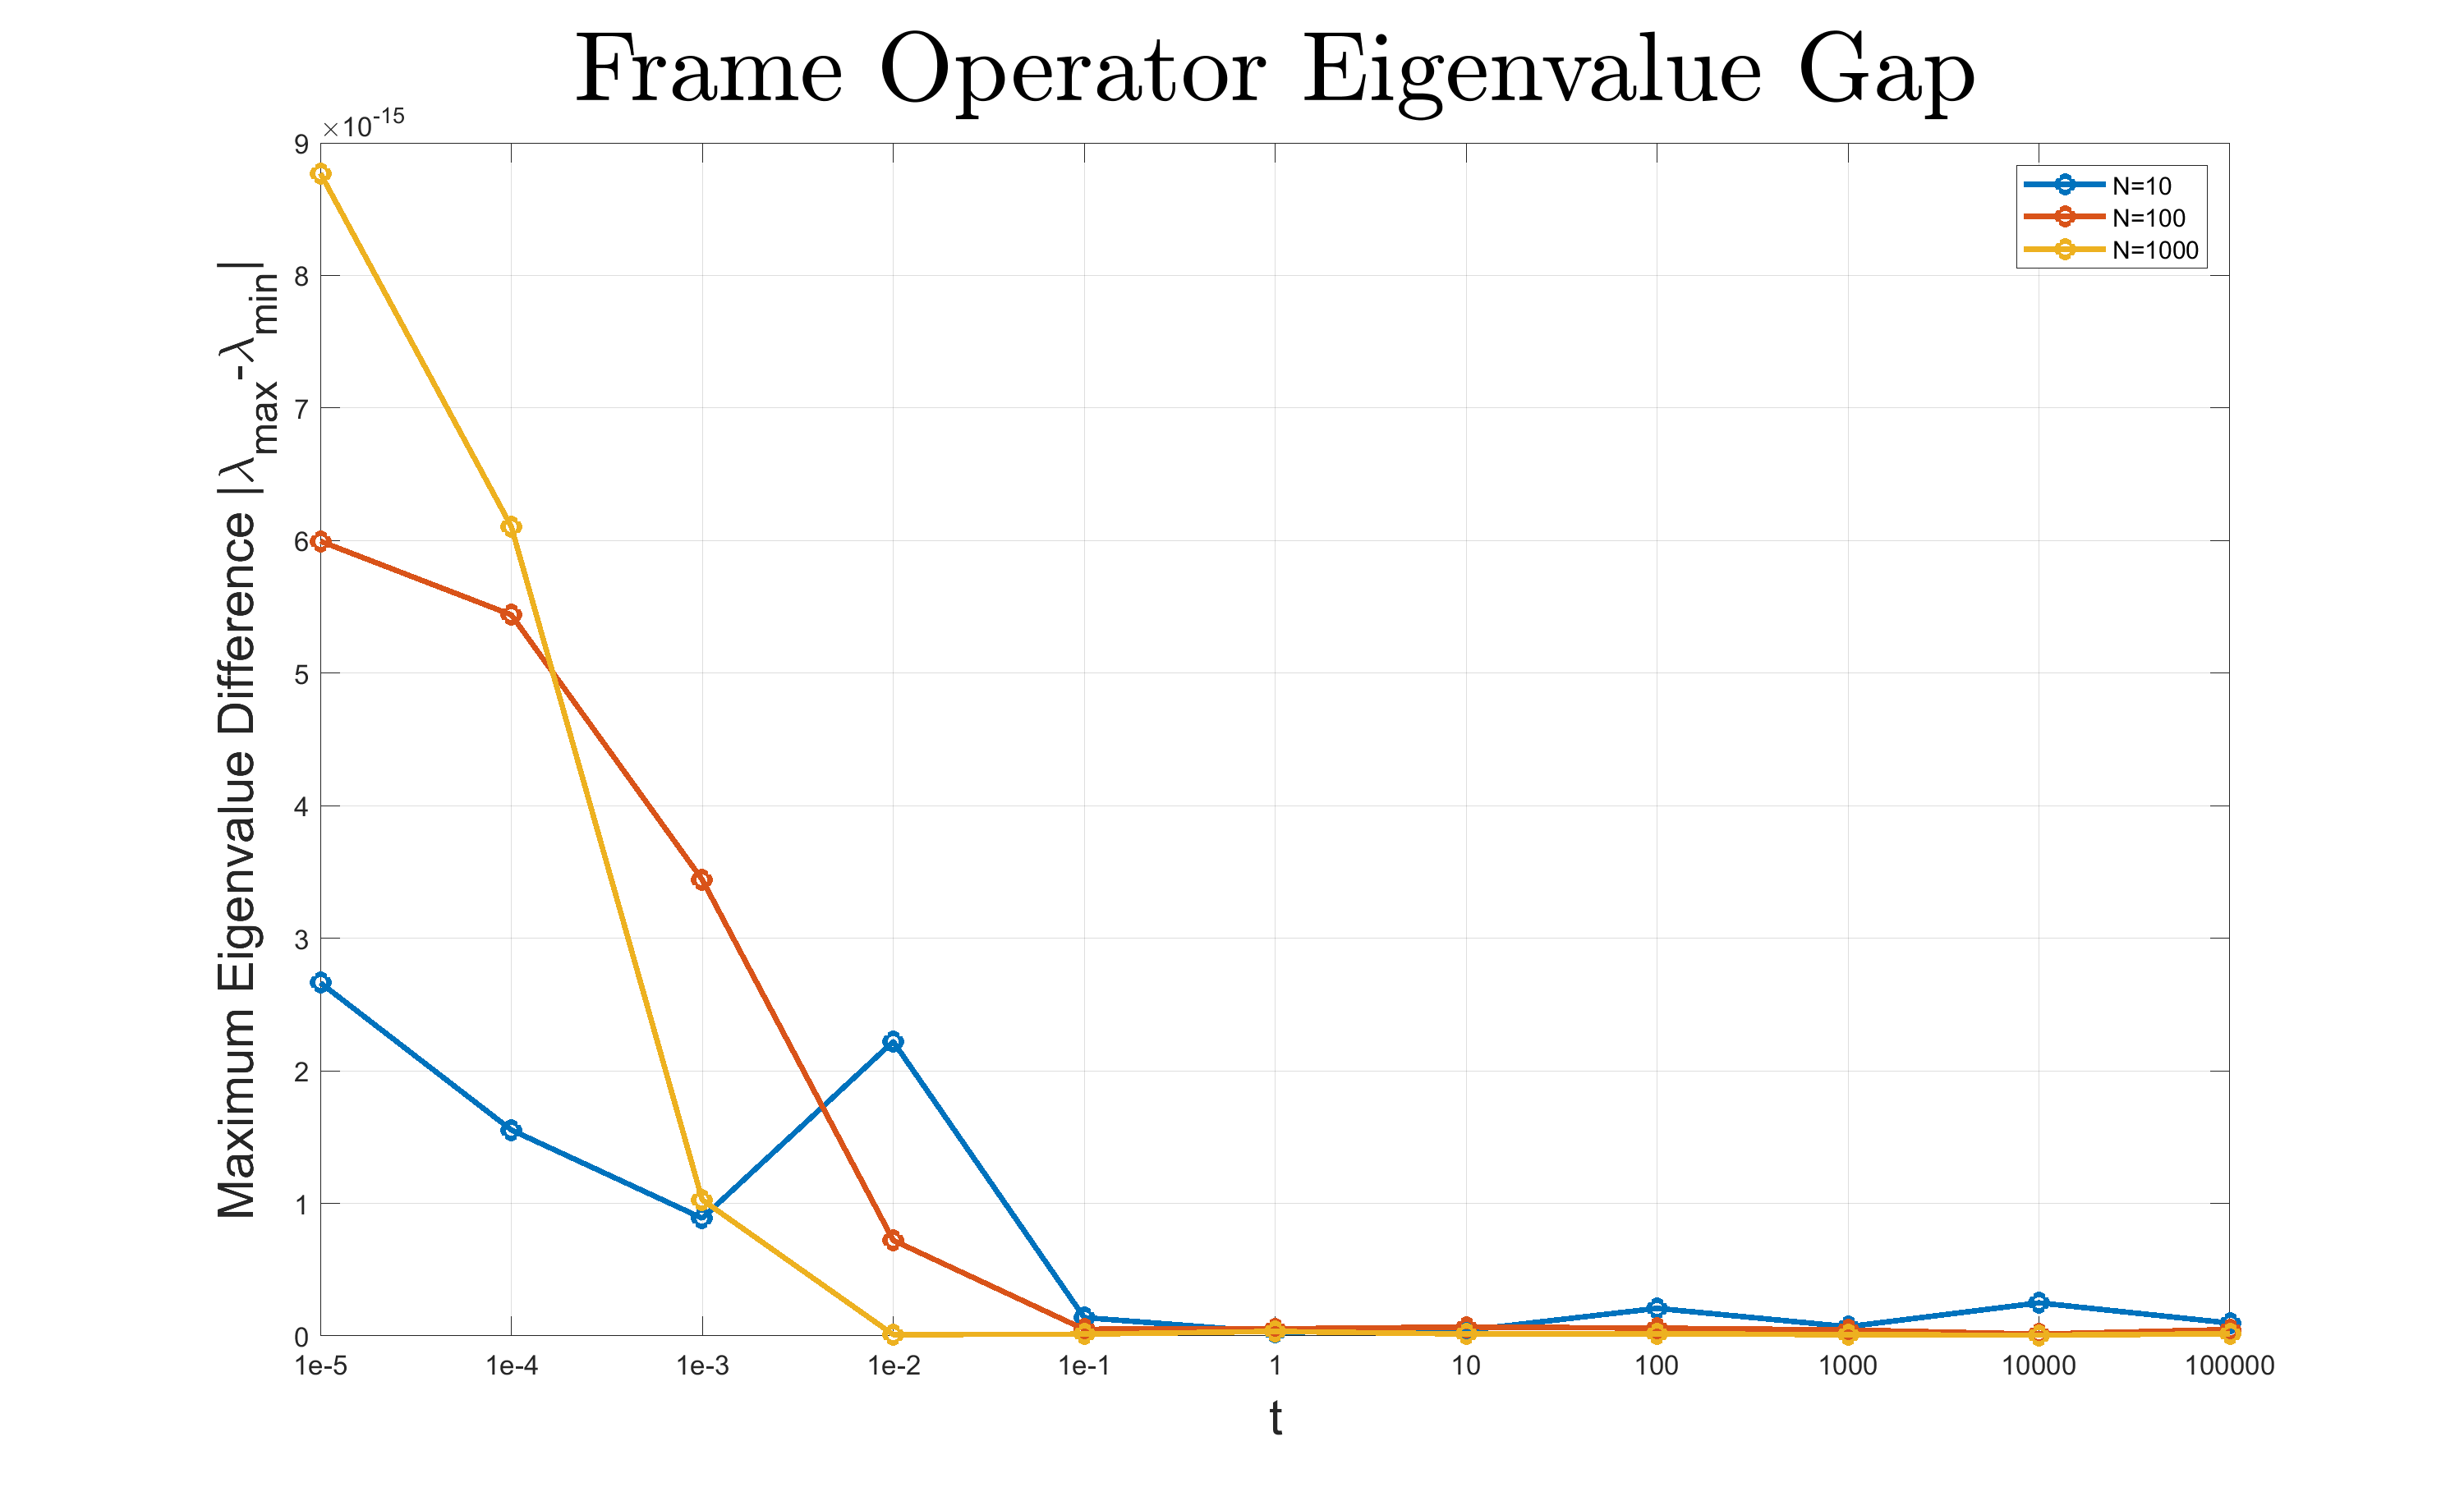 Frame Operator Eigenvalue Gap
×10-15
9
8
7
6
5
4
3
2
1
0
Maximum Eigenvalue Difference |λmax-λmin|
N=10
N=100
N=1000
1e-5 1e-4 1e-3 1e-2 1e-1 1 10 100 1000 10000 100000
t